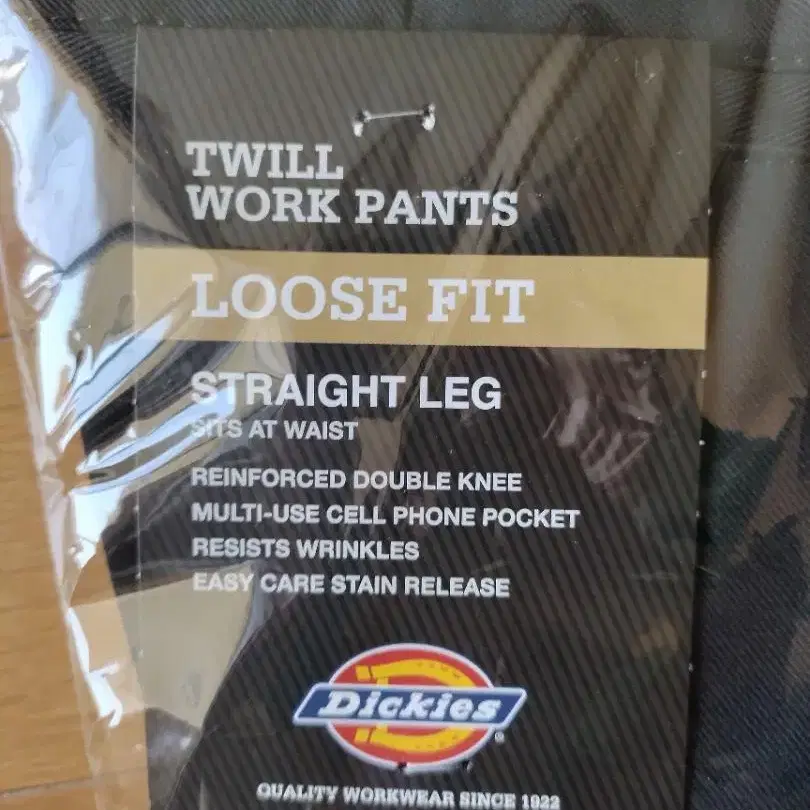 TWILL
WORK PANTS
LOOSE FIT
STRAIGHT LEG
SITS AT WAIST
REINFORCED DOUBLE KNEE
MULTI-USE CELL PHONE POCKET
RESISTS WRINKLES
EASY CARE STAIN RELEASE
Dickies®
QUALITY WORKWEAR SINCE 1922